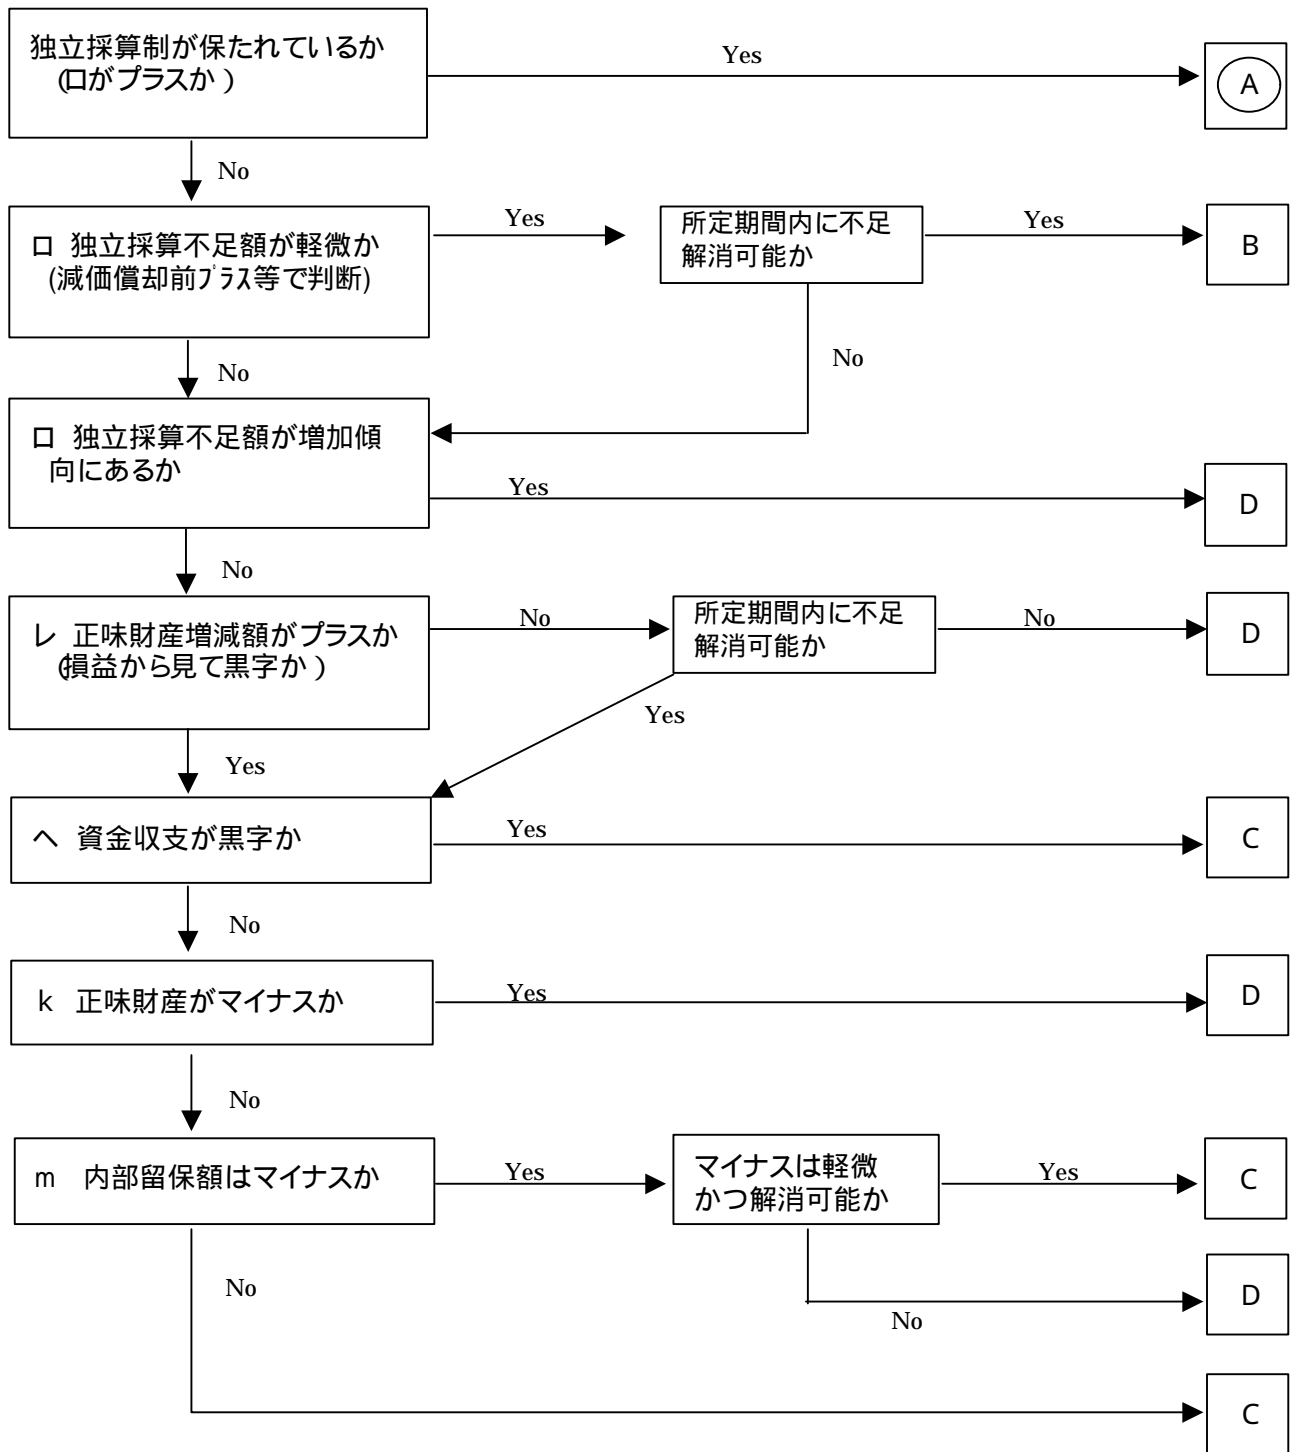 独立採算制が保たれているか
(ロがプラスか)
Yes
A
No
ロ 独立採算不足額が軽微か
(減価償却前プラス等で判断)
Yes
所定期間内に不足
解消可能か
Yes
B
No
No
ロ 独立採算不足額が増加傾
向にあるか
Yes
D
No
レ 正味財産増減額がプラスか
(損益から見て黒字か)
No
所定期間内に不足
解消可能か
No
D
Yes
Yes
ヘ 資金収支が黒字か
Yes
C
No
k 正味財産がマイナスか
Yes
D
No
m 内部留保額はマイナスか
Yes
マイナスは軽微
かつ解消可能か
Yes
C
No
D
No
C